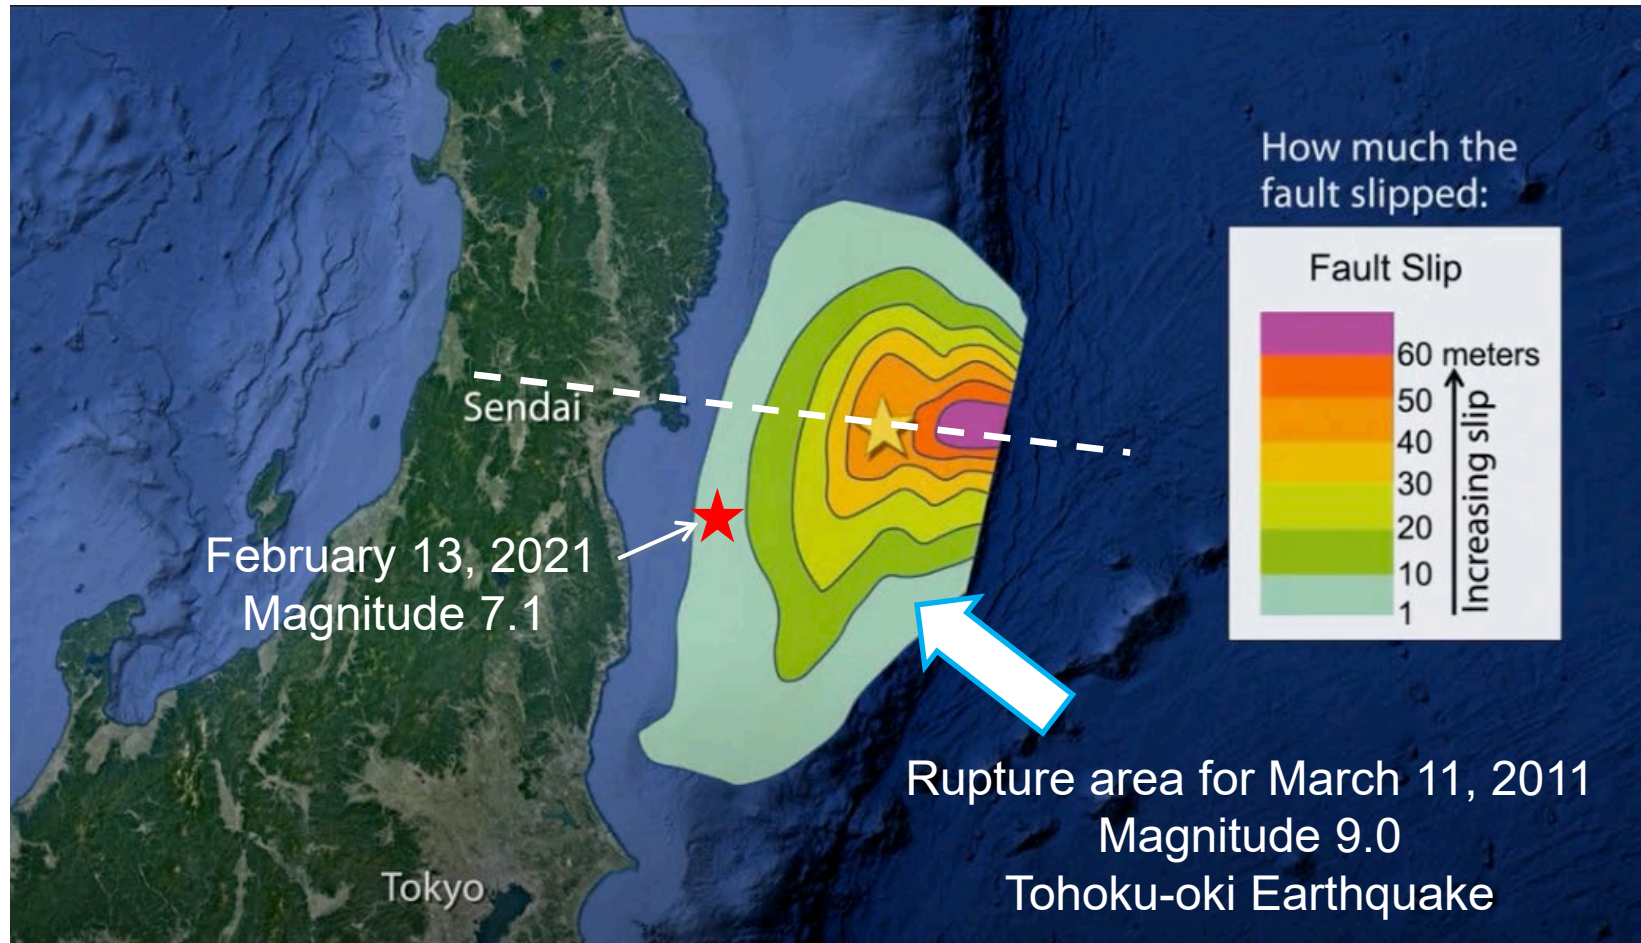 How much the
fault slipped:
Fault Slip
60 meters
50
40
30
20
10
1
Increasing slip
Sendai
February 13, 2021
Magnitude 7.1
Rupture area for March 11, 2011
Magnitude 9.0
Tohoku-oki Earthquake
Tokyo